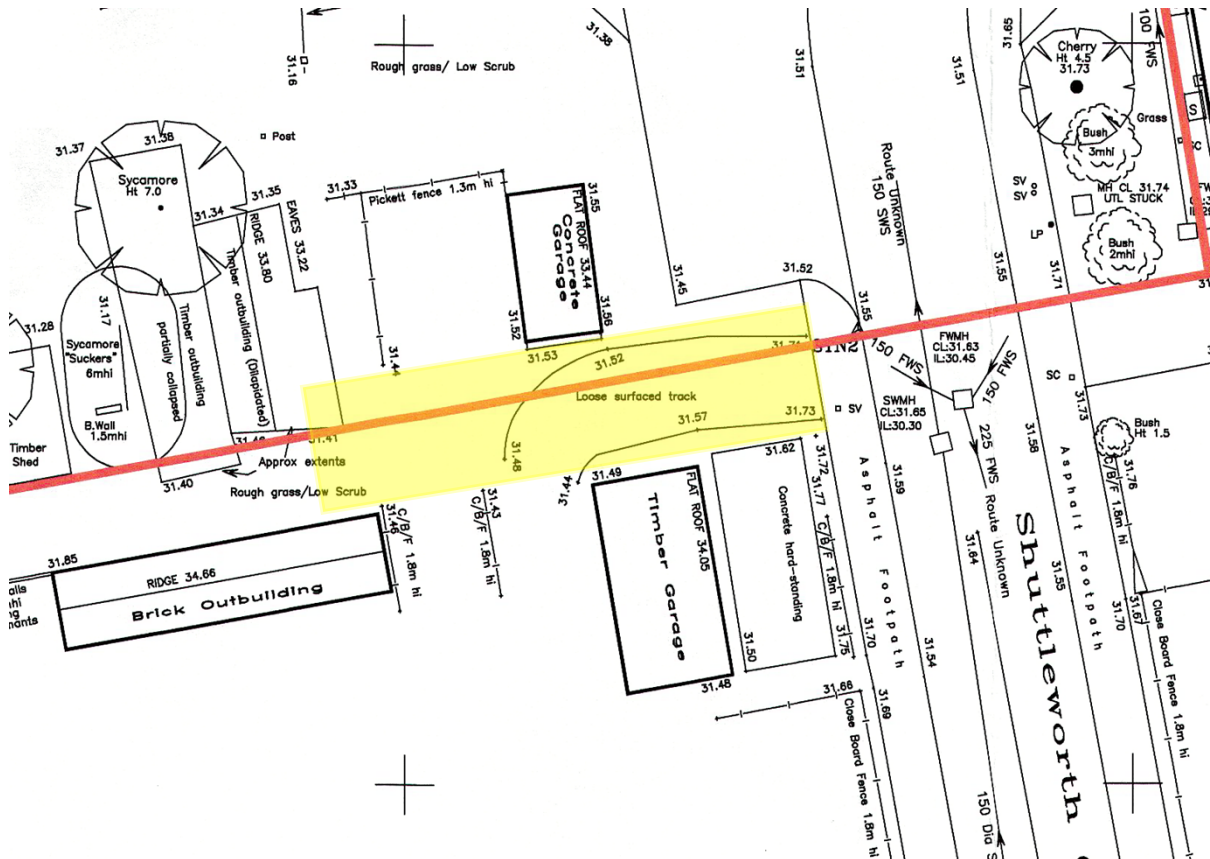 31.16
Rough grass/ Low Scrub
31.38
31.51
31.65
31.51
Cherry
Ht 4.5
31.73
100 FWS
S
Grass
Bush
3mhi
SC
31.37
31.38
Post
Sycamore
Ht 7.0
31.35
31.34
RIDGE 33.80
EAVES 33.22
31.33
Pickett fence 1.3m hi
FLAT ROOF 33.44
Concrete
Garage
31.55
31.56
31.52
31.53
31.52
31.45
31.52
31.55
Route Unknown
150 SWS
SV
SV
MH CL 31.74
UTL STUCK
LP
Bush
2mhi
31.55
31.71
31.28
31.17
Sycamore
"Suckers"
6mhi
B.Wall
1.5mhi
Timber
Shed
Timber outbuilding
partially collapsed
Timber outbuilding (Dilapidated)
31.44
STN2
150 FWS
FWMH
CL:31.63
IL:30.45
150 FWS
SWMH
CL:31.65
IL:30.30
225 FWS Route Unknown
Loose surfaced track
31.57
31.73
SV
SC
31.73
Bush
Ht 1.5
31.41
Approx extents
31.40
Rough grass/Low Scrub
31.48
31.44
31.49
31.62
31.72
31.77
C/B/F 1.8m hi
31.46
C/B/F 1.8m hi
31.43
C/B/F 1.8m hi
31.58
31.76
C/B/F 1.8m hi
31.85
RIDGE 34.66
Brick Outbuilding
FLAT ROOF 34.05
Timber Garage
Concrete hard-standing
31.50
31.48
31.75
31.70
Asphalt Footpath
31.59
31.54
31.64
31.55
Asphalt Footpath
31.70
31.67
Shuttleworth
31.66
31.69
Close Board Fence 1.8m hi
Close Board Fence 1.8m hi
150 Dia